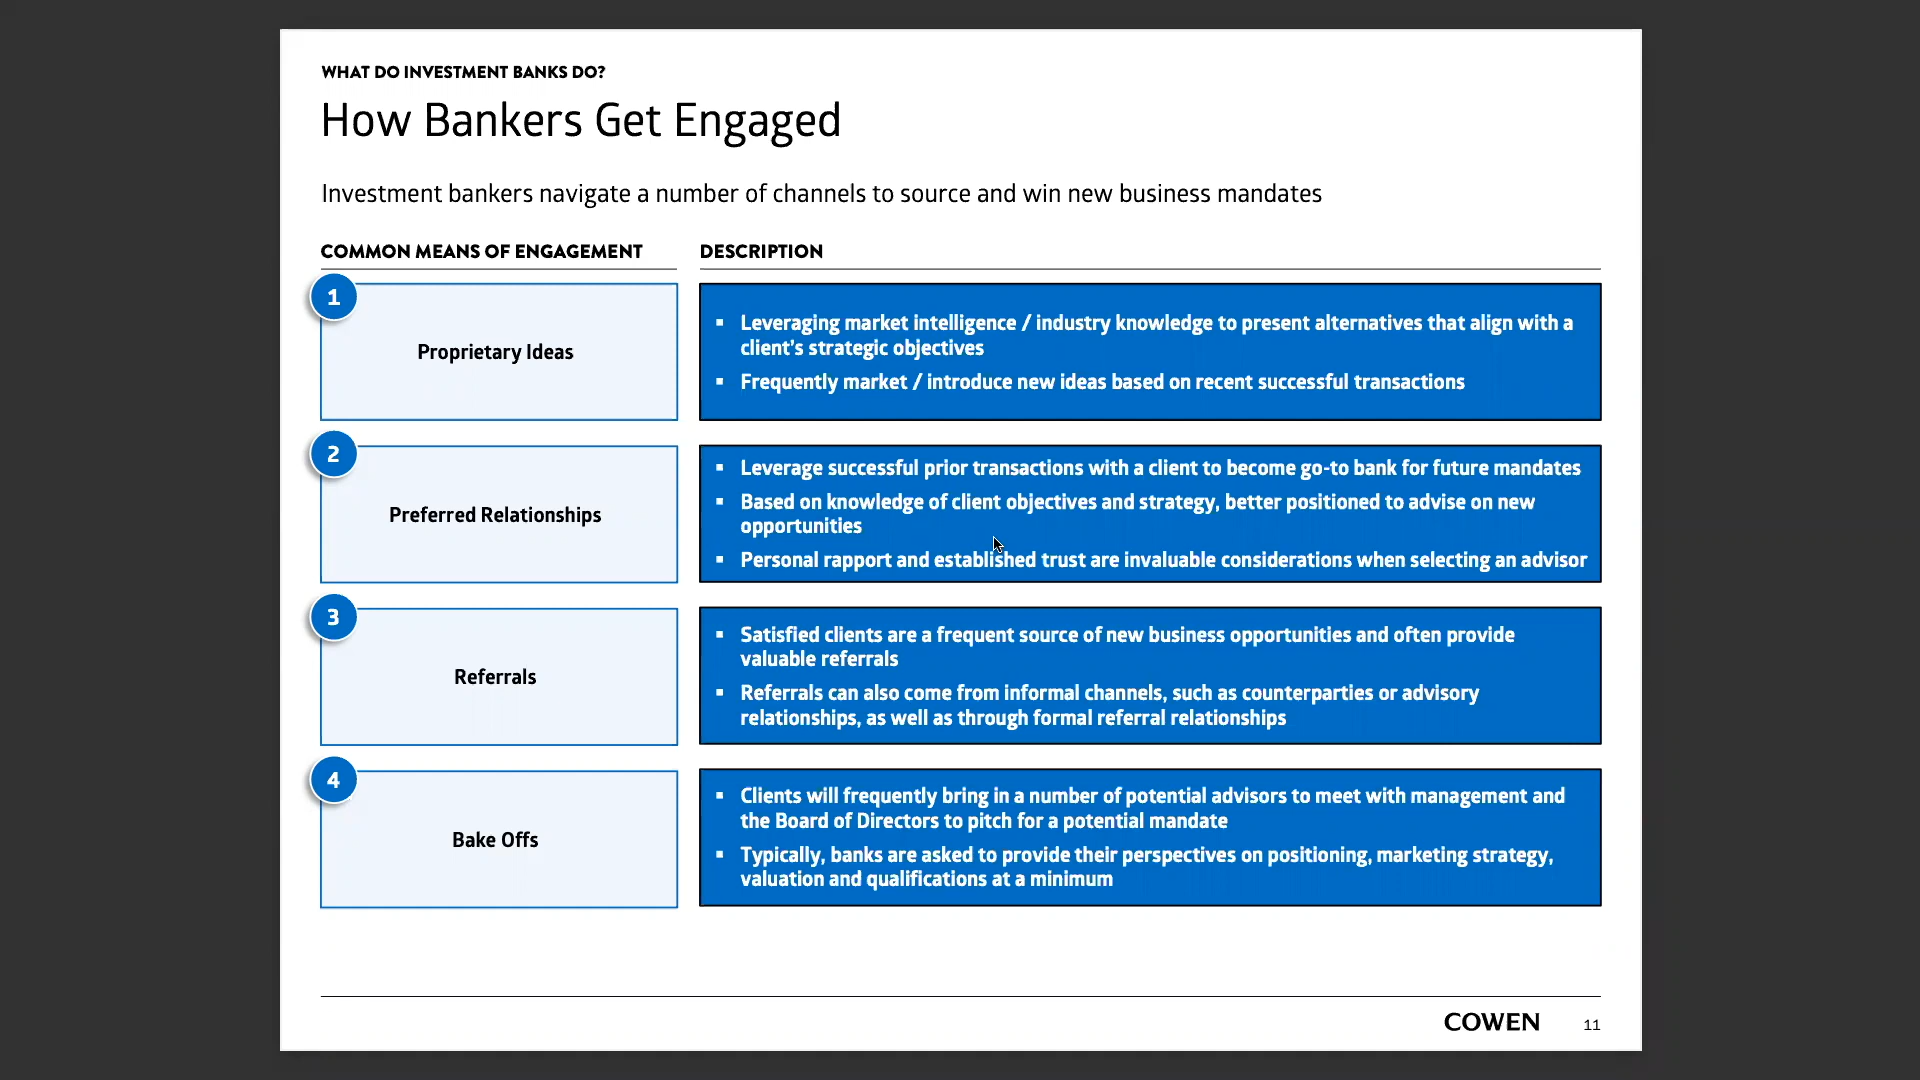 WHAT DO INVESTMENT BANKS DO?
How Bankers Get Engaged
Investment bankers navigate a number of channels to source and win new business mandates
COMMON MEANS OF ENGAGEMENT
DESCRIPTION
1
Proprietary Ideas
▪ Leveraging market intelligence / industry knowledge to present alternatives that align with a
client's strategic objectives
▪ Frequently market / introduce new ideas based on recent successful transactions
2
Preferred Relationships
▪ Leverage successful prior transactions with a client to become go-to bank for future mandates
▪ Based on knowledge of client objectives and strategy, better positioned to advise on new
opportunities
▪ Personal rapport and established trust are invaluable considerations when selecting an advisor
3
Referrals
▪ Satisfied clients are a frequent source of new business opportunities and often provide
valuable referrals
▪ Referrals can also come from informal channels, such as counterparties or advisory
relationships, as well as through formal referral relationships
4
Bake Offs
▪ Clients will frequently bring in a number of potential advisors to meet with management and
the Board of Directors to pitch for a potential mandate
▪ Typically, banks are asked to provide their perspectives on positioning, marketing strategy,
valuation and qualifications at a minimum
COWEN
11